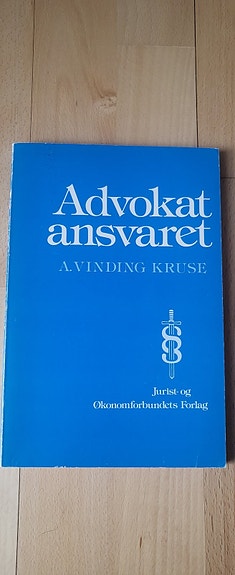 Advokat
ansvaret
A. VINDING KRUSE
Jurist- og
Økonomforbundets Forlag